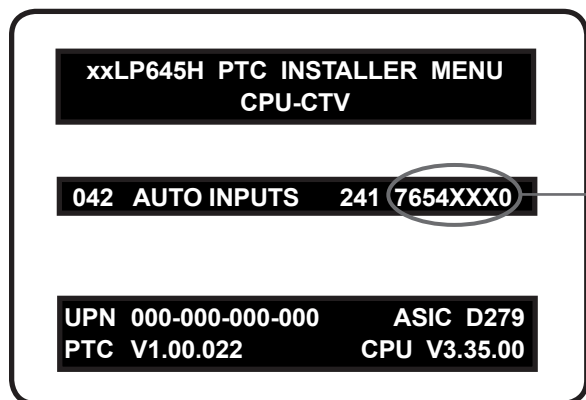 xxLP645H PTC INSTALLER MENU
CPU-CTV
042 AUTO INPUTS 241 7654XXX0
UPN 000-000-000-000 ASIC D279
PTC V1.00.022 CPU V3.35.00